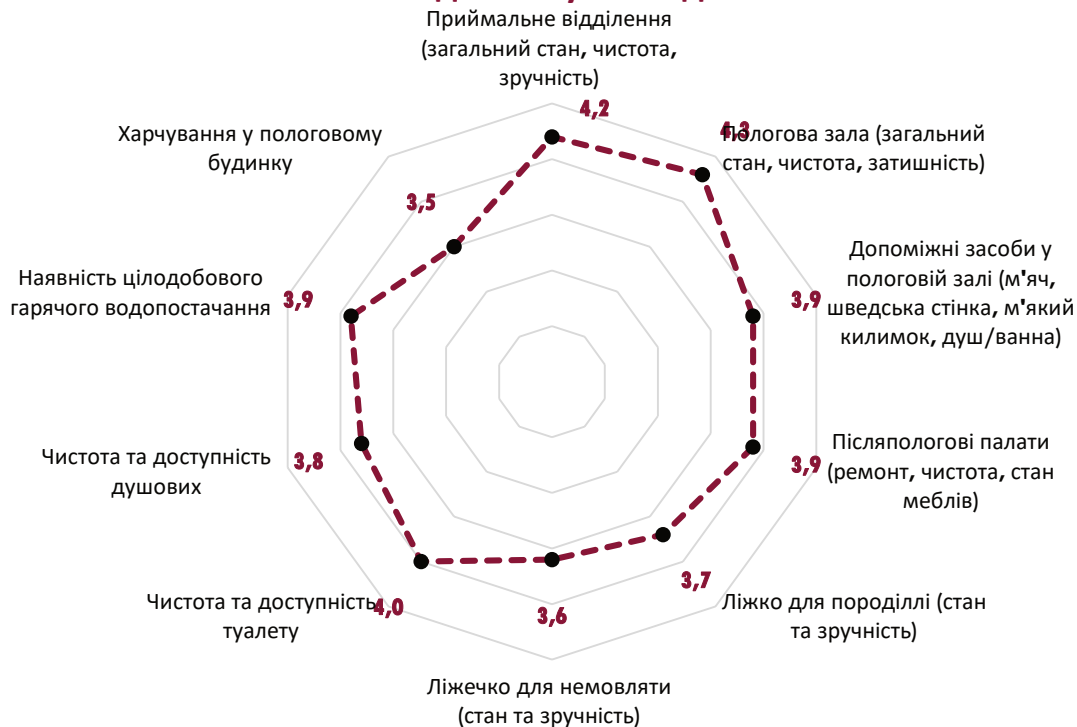 Приймальне відділення
(загальний стан, чистота,
зручність)
4,2
Пологова зала (загальний
стан, чистота, затишність)
4,3
Допоміжні засоби у
пологовій залі (м'яч,
шведська стінка, м'який
килимок, душ/ванна)
3,9
Післяпологові палати
(ремонт, чистота, стан
меблів)
3,9
Ліжко для породіллі (стан
та зручність)
3,7
Ліжечко для немовляти
(стан та зручність)
3,6
Чистота та доступність
туалету
4,0
Чистота та доступність
душових
3,8
Наявність цілодобового
гарячого водопостачання
3,9
Харчування у пологовому
будинку
3,5